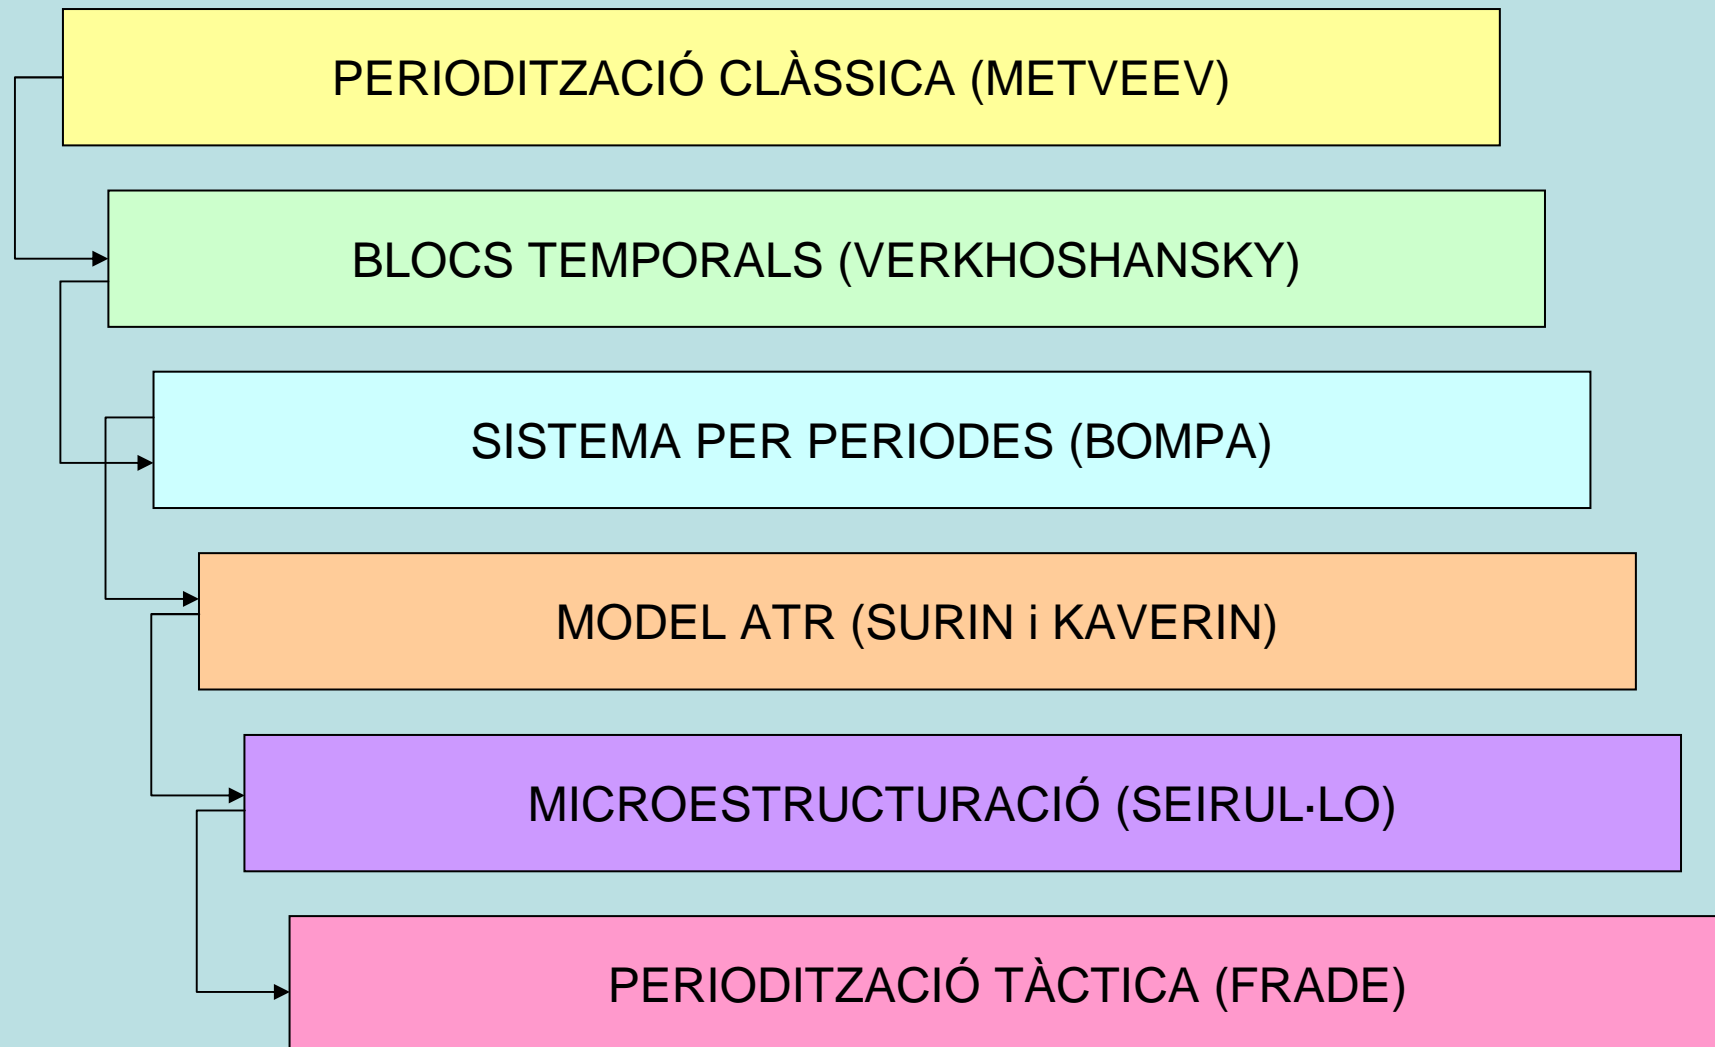 PERIODITZACIÓ CLÀSSICA (METVEEV)
BLOCS TEMPORALS (VERKHOSHANSKY)
SISTEMA PER PERIODES (BOMPA)
MODEL ATR (SURIN i KAVERIN)
MICROESTRUCTURACIÓ (SEIRUL·LO)
PERIODITZACIÓ TÀCTICA (FRADE)